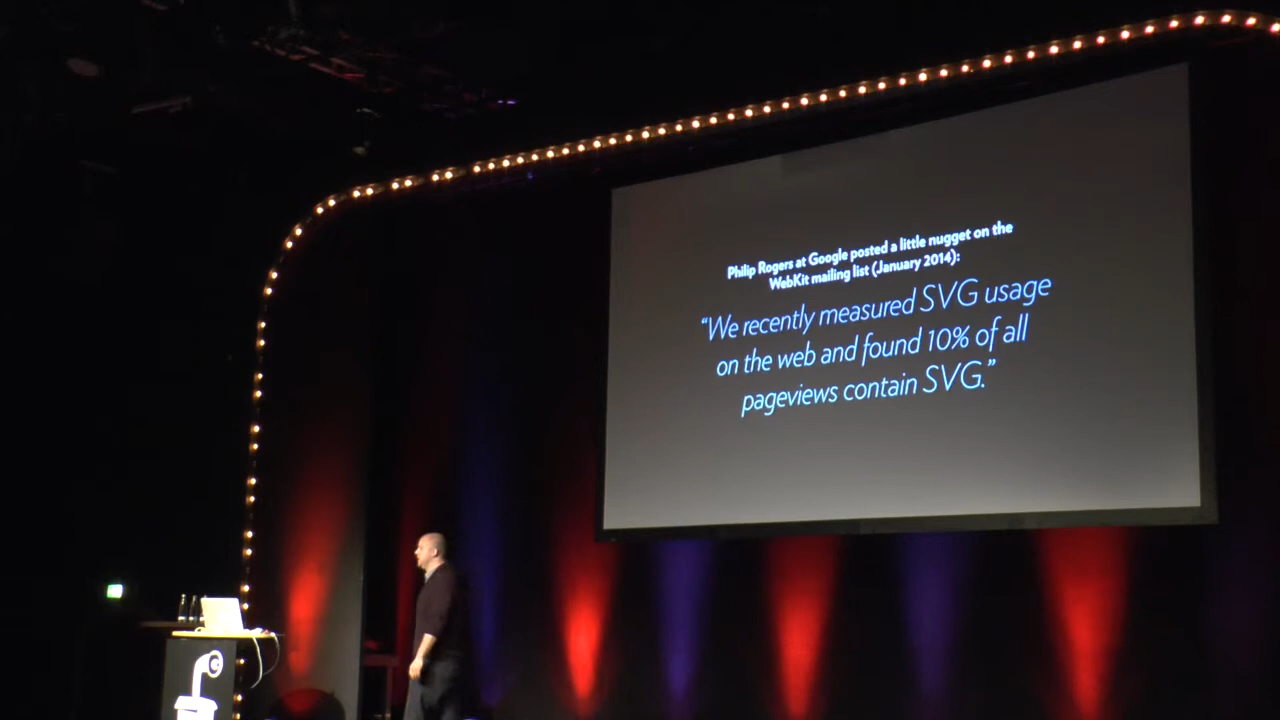 Philip Rogers at Google posted a little nugget on the
WebKit mailing list (January 2014):
“We recently measured SVG usage
on the web and found 10% of all
pageviews contain SVG.”